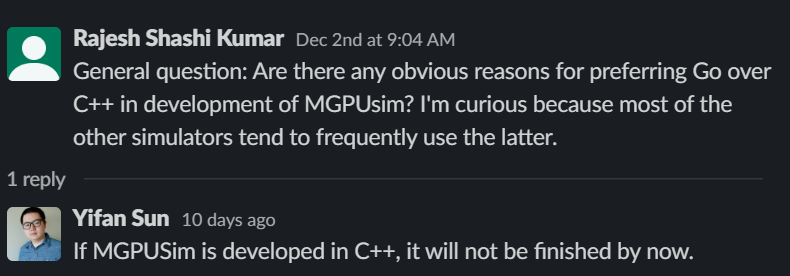 Rajesh Shashi Kumar Dec 2nd at 9:04 AM
General question: Are there any obvious reasons for preferring Go over
C++ in development of MGPUsim? I'm curious because most of the
other simulators tend to frequently use the latter.
1 reply
Yifan Sun 10 days ago
If MGPUSim is developed in C++, it will not be finished by now.